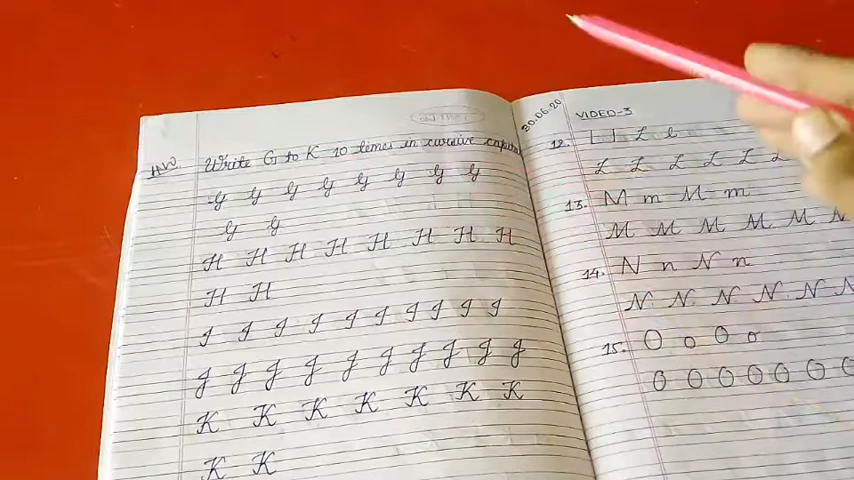 HW Write G to K 10 times in cursive capital
G G G G G G G G
G G
H H H H H H H H
H H
I I I I I I I I I I
J J J J J J J J J J
K K K K K K K
K K
30-06-20 VIDEO-3
12. L l L l
L L L L L
13. M m M m
M M M M M M
14. N n N n
N N N N N N
15. O o O o
O O O O O O O